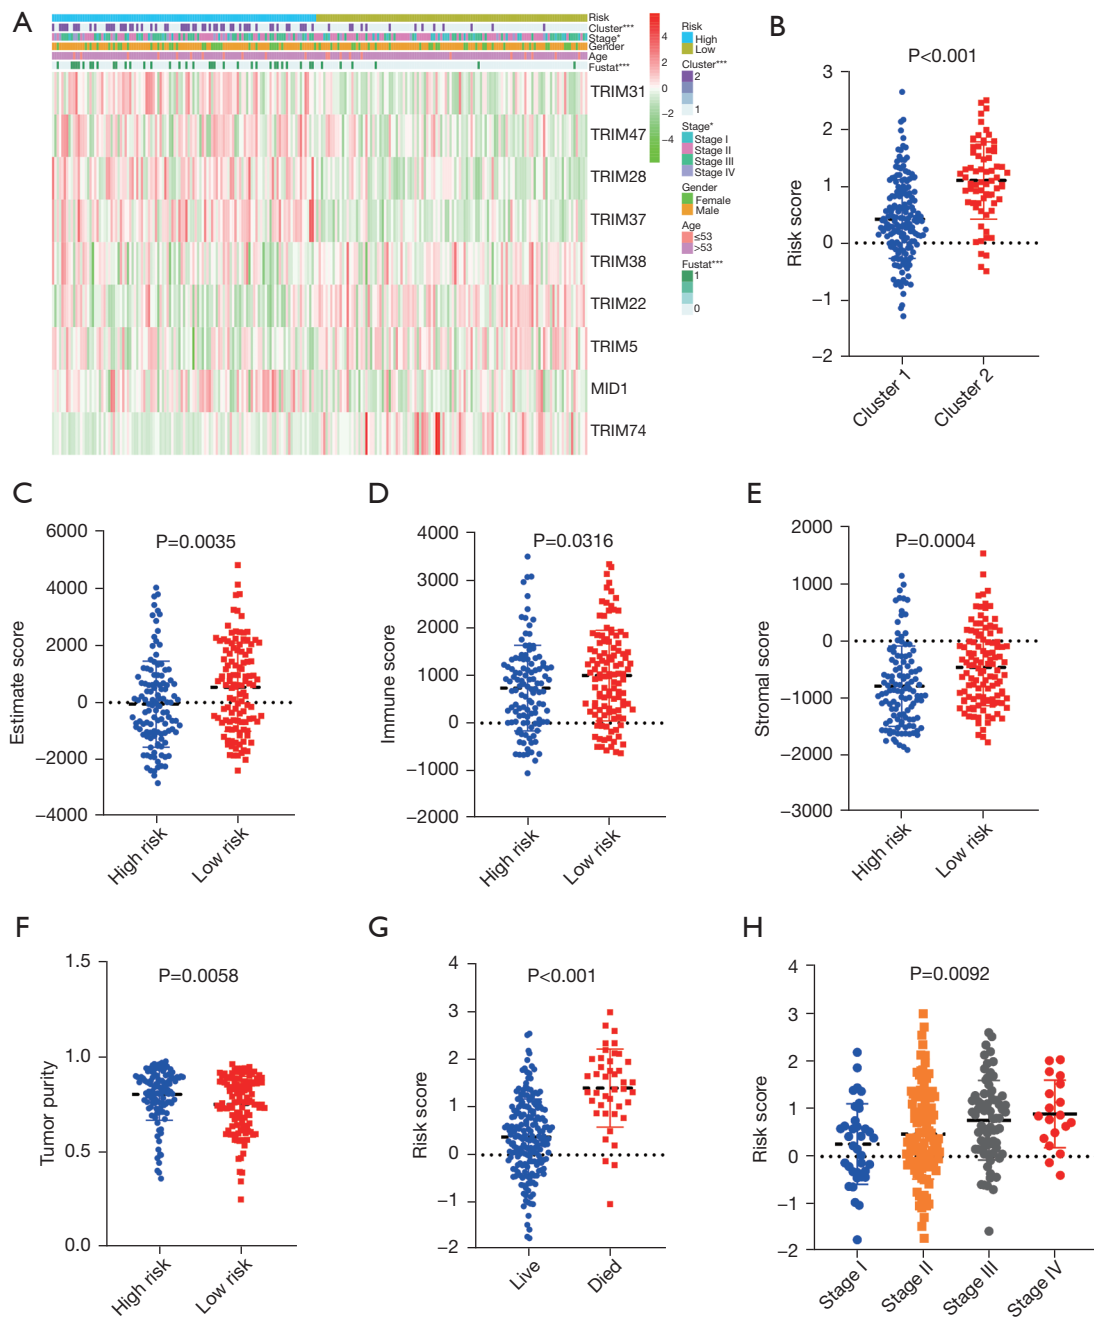 A
Risk
Cluster***
Stage*
Gender
Age
Fustat***
TRIM31
TRIM47
TRIM28
TRIM37
TRIM38
TRIM22
TRIM5
MID1
TRIM74
4
2
0
−2
−4
Risk
High
Low
Cluster***
2
1
Stage*
Stage I
Stage II
Stage III
Stage IV
Gender
Female
Male
Age
≤53
>53
Fustat***
1
0
B
P<0.001
Risk score
3
2
1
0
−1
−2
Cluster 1
Cluster 2
C
P=0.0035
Estimate score
6000
4000
2000
0
−2000
−4000
High risk
Low risk
D
P=0.0316
Immune score
4000
3000
2000
1000
0
−1000
−2000
High risk
Low risk
E
P=0.0004
Stromal score
2000
1000
0
−1000
−2000
−3000
High risk
Low risk
F
P=0.0058
Tumor purity
1.5
1.0
0.5
0.0
High risk
Low risk
G
P<0.001
Risk score
4
3
2
1
0
−1
−2
Live
Died
H
P=0.0092
Risk score
4
3
2
1
0
−1
−2
Stage I
Stage II
Stage III
Stage IV